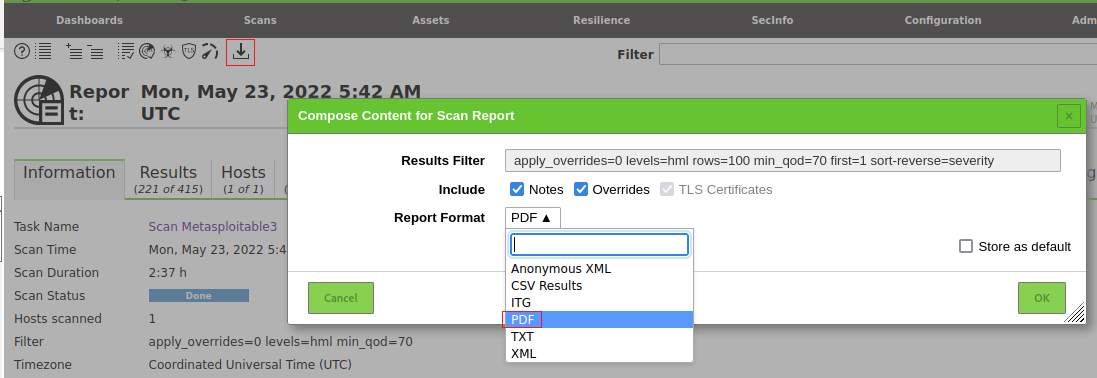 Dashboards Scans Assets Resilience SecInfo Configuration Adm
TLS
Filter
Repor
t:
Mon, May 23, 2022 5:42 AM
UTC
Compose Content for Scan Report
×
Results Filter apply_overrides=0 levels=hml rows=100 min_qod=70 first=1 sort-reverse=severity
Include Notes Overrides TLS Certificates
Report Format PDF ▲
Store as default
Anonymous XML
CSV Results
ITG
PDF
TXT
XML
Cancel
OK
Information
Results
(221 of 415)
Hosts
(1 of 1)
Task Name Scan Metasploitable3
Scan Time Mon, May 23, 2022 5:4
Scan Duration 2:37 h
Scan Status Done
Hosts scanned 1
Filter apply_overrides=0 levels=hml min_qod=70
Timezone Coordinated Universal Time (UTC)